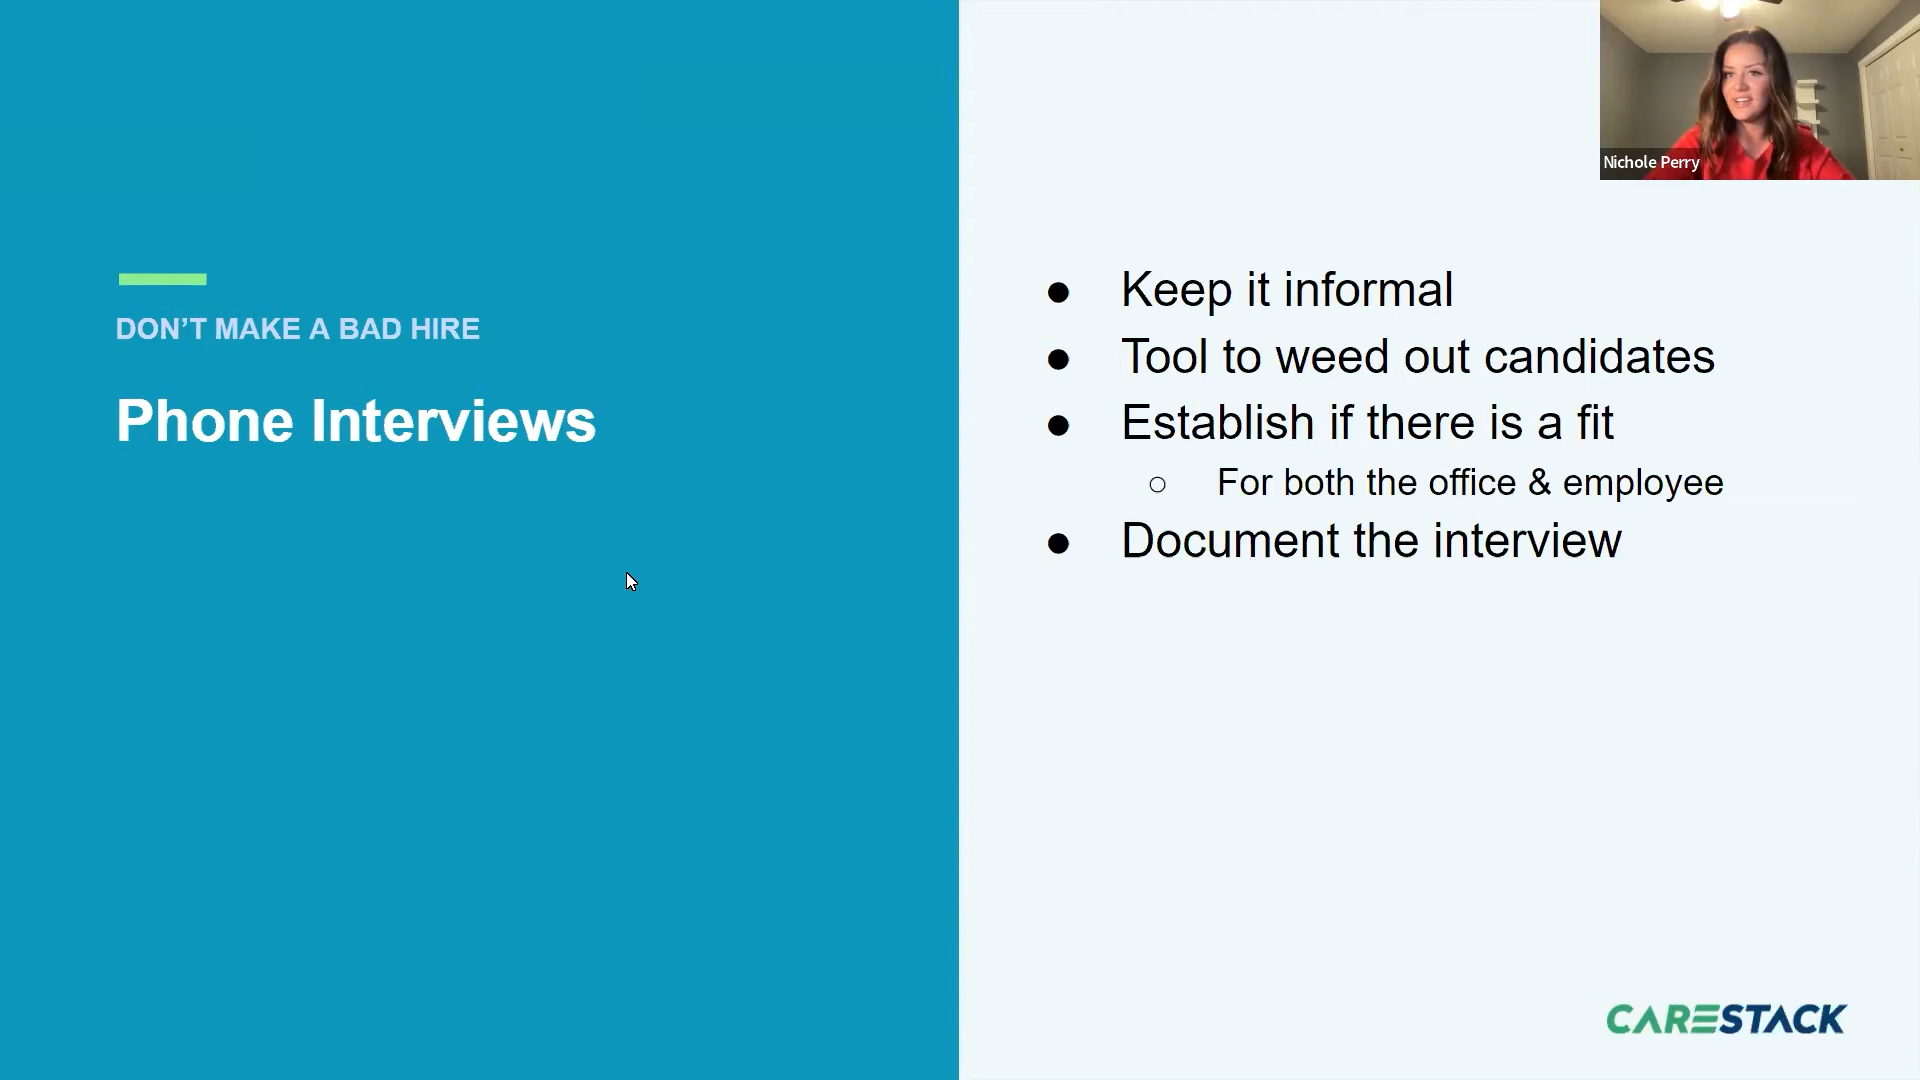 DON’T MAKE A BAD HIRE
Phone Interviews
● Keep it informal
● Tool to weed out candidates
● Establish if there is a fit
○ For both the office & employee
● Document the interview
Nichole Perry
CARESTACK